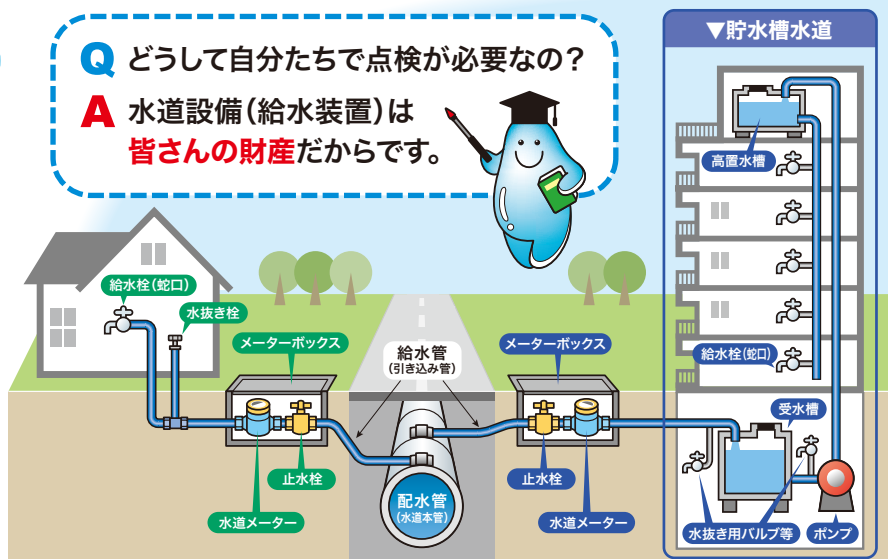 Q どうして自分たちで点検が必要なの？
A 水道設備（給水装置）は
皆さんの財産だからです。
▼貯水槽水道
高置水槽
給水栓（蛇口）
水抜き栓
メーターボックス
給水管
（引き込み管）
メーターボックス
給水栓（蛇口）
受水槽
止水栓
水道メーター
配水管
（水道本管）
止水栓
水道メーター
水抜き用バルブ等
ポンプ